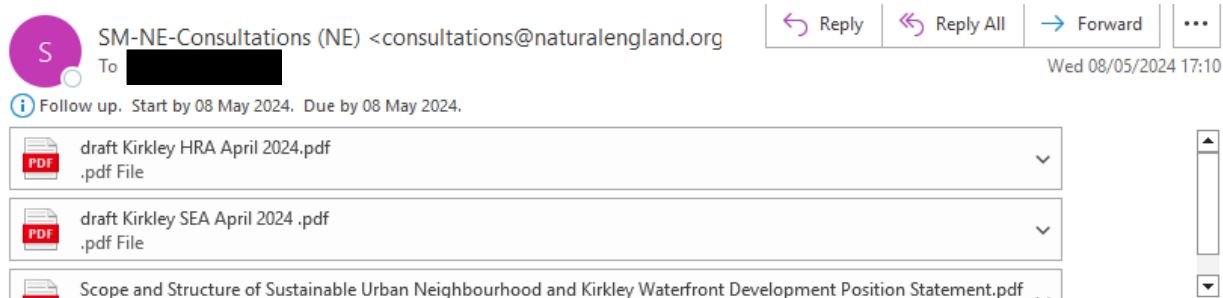 Reply
Reply All
Forward
S
SM-NE-Consultations (NE) <consultations@naturalengland.org
To
Wed 08/05/2024 17:10
Follow up. Start by 08 May 2024. Due by 08 May 2024.
PDF
draft Kirkley HRA April 2024.pdf
.pdf File
PDF
draft Kirkley SEA April 2024 .pdf
.pdf File
Scope and Structure of Sustainable Urban Neighbourhood and Kirkley Waterfront Development Position Statement.pdf